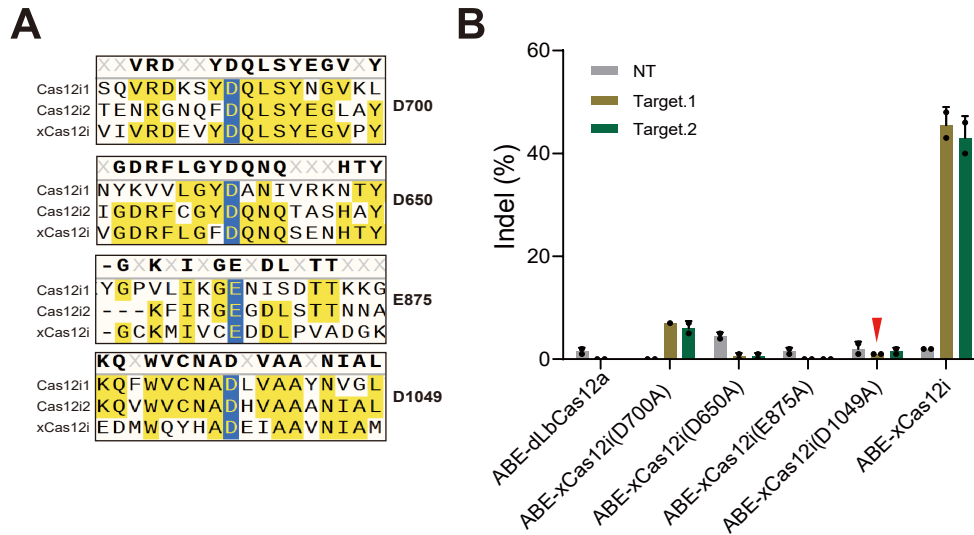 A
XXVRDXXYDQLSYEGVXY
Cas12i1 SQVRDKSYDQLSYNGVKL
Cas12i2 TENRGNQFDQLSYEGLAY
xCas12i VIVRDEVYDQLSYEGVPY
D700
XGDRFLGYDQNQXXXHTY
Cas12i1 NYKVVLGYDANIVRKNTY
Cas12i2 IGDRFCGYDQNQTASHAY
xCas12i VGDRFLGFDQNQSENHTY
D650
-GXKXIXGEXDLXTTXXX
Cas12i1 YGPVLIKGENISDTTKKG
Cas12i2 ---KFIRGEGDLSTTNNA
xCas12i -GCKMIVCEDDLPVADGK
E875
KQXWVCNADXVAAXNIAL
Cas12i1 KQFWVCNADLVAAYNVGL
Cas12i2 KQVWVCNADHVAAANIAL
xCas12i EDMWQYHADEIAAVNIAM
D1049
B
Indel (%)
60
40
20
0
NT
Target.1
Target.2
ABE-dLbCas12a
ABE-xCas12i(D700A)
ABE-xCas12i(D650A)
ABE-xCas12i(E875A)
ABE-xCas12i(D1049A)
ABE-xCas12i